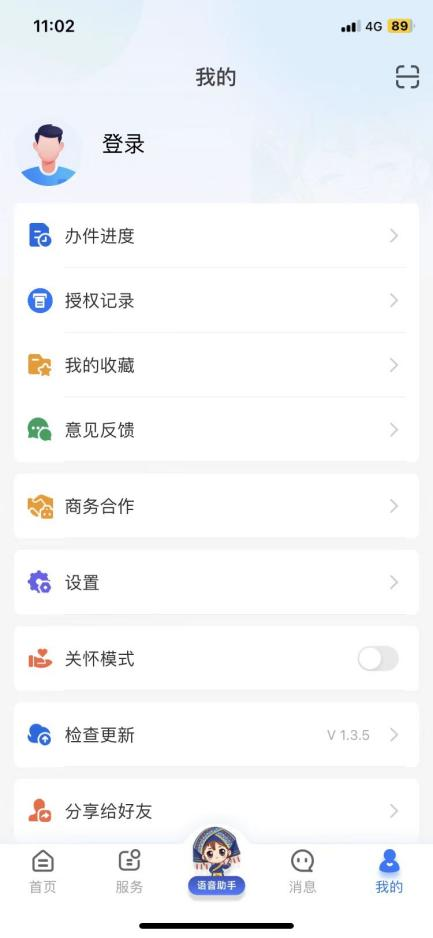 11:02
4G 89
我的
登录
办件进度
授权记录
我的收藏
意见反馈
商务合作
设置
关怀模式
检查更新 V 1.3.5
分享给好友
首页 服务 语音助手 消息 我的